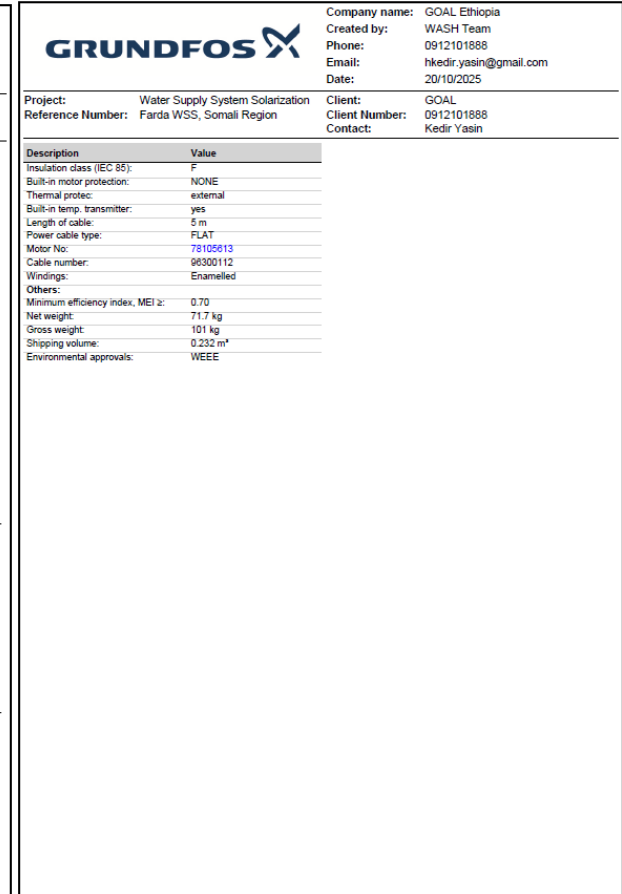 GRUNDFOS
Company name: GOAL Ethiopia
Created by: WASH Team
Phone: 0912101888
Email: hkedir.yasin@gmail.com
Date: 20/10/2025
Project: Water Supply System Solarization
Reference Number: Farda WSS, Somali Region
Client: GOAL
Client Number: 0912101888
Contact: Kedir Yasin
Description Value
Insulation class (IEC 85): F
Built-in motor protection: NONE
Thermal protec: external
Built-in temp. transmitter: yes
Length of cable: 5 m
Power cable type: FLAT
Motor No: 78105613
Cable number: 96300112
Windings: Enamelled
Others:
Minimum efficiency index, MEI ≥: 0.70
Net weight: 71.7 kg
Gross weight: 101 kg
Shipping volume: 0.232 m³
Environmental approvals: WEEE